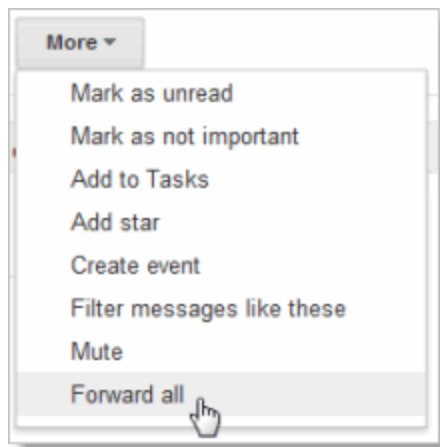 More
Mark as unread
Mark as not important
Add to Tasks
Add star
Create event
Filter messages like these
Mute
Forward all